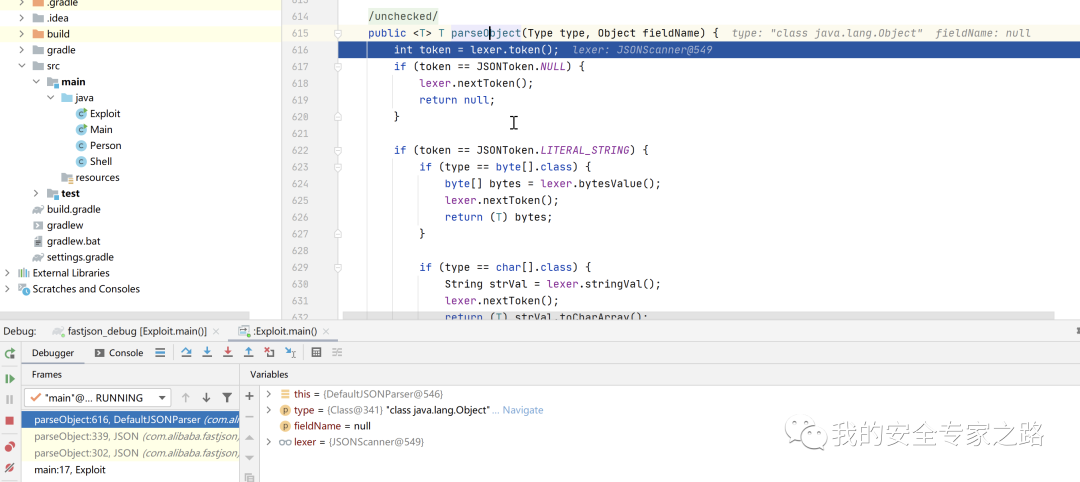 .gradle
.idea
build
gradle
src
main
java
Exploit
Main
Person
Shell
resources
test
build.gradle
gradlew
gradlew.bat
settings.gradle
External Libraries
Scratches and Consoles
614 /unchecked/
615 public <T> T parseObject(Type type, Object fieldName) { type: "class java.lang.Object" fieldName: null
616 int token = lexer.token(); lexer: JSONScanner@549
617 if (token == JSONToken.NULL) {
618 lexer.nextToken();
619 return null;
620 }
621
622 if (token == JSONToken.LITERAL_STRING) {
623 if (type == byte[].class) {
624 byte[] bytes = lexer.bytesValue();
625 lexer.nextToken();
626 return (T) bytes;
627 }
628
629 if (type == char[].class) {
630 String strVal = lexer.stringVal();
631 lexer.nextToken();
632 return (T) strVal.toCharArray();
Debug: fastjson_debug [Exploit.main()] × :Exploit.main() ×
Debugger Console
Frames Variables
"main"@... RUNNING
parseObject:616, DefaultJSONParser (com.ali
parseObject:339, JSON (com.alibaba.fastjson)
parseObject:302, JSON (com.alibaba.fastjson)
main:17, Exploit
this = {DefaultJSONParser@546}
type = {Class@341} "class java.lang.Object"... Navigate
fieldName = null
lexer = {JSONScanner@549}
我的安全专家之路